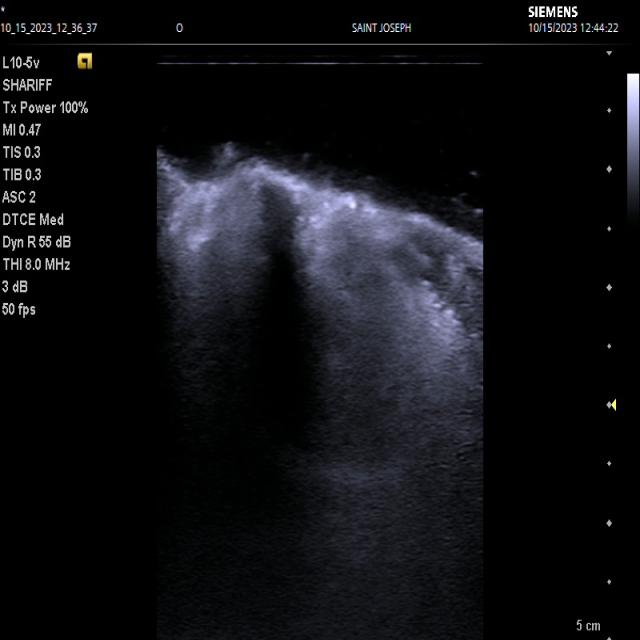 *
SIEMENS
10_15_2023_12_36_37 O SAINT JOSEPH 10/15/2023 12:44:22
L10-5v
SHARIFF
Tx Power 100%
MI 0.47
TIS 0.3
TIB 0.3
ASC 2
DTCE Med
Dyn R 55 dB
THI 8.0 MHz
3 dB
50 fps
5 cm